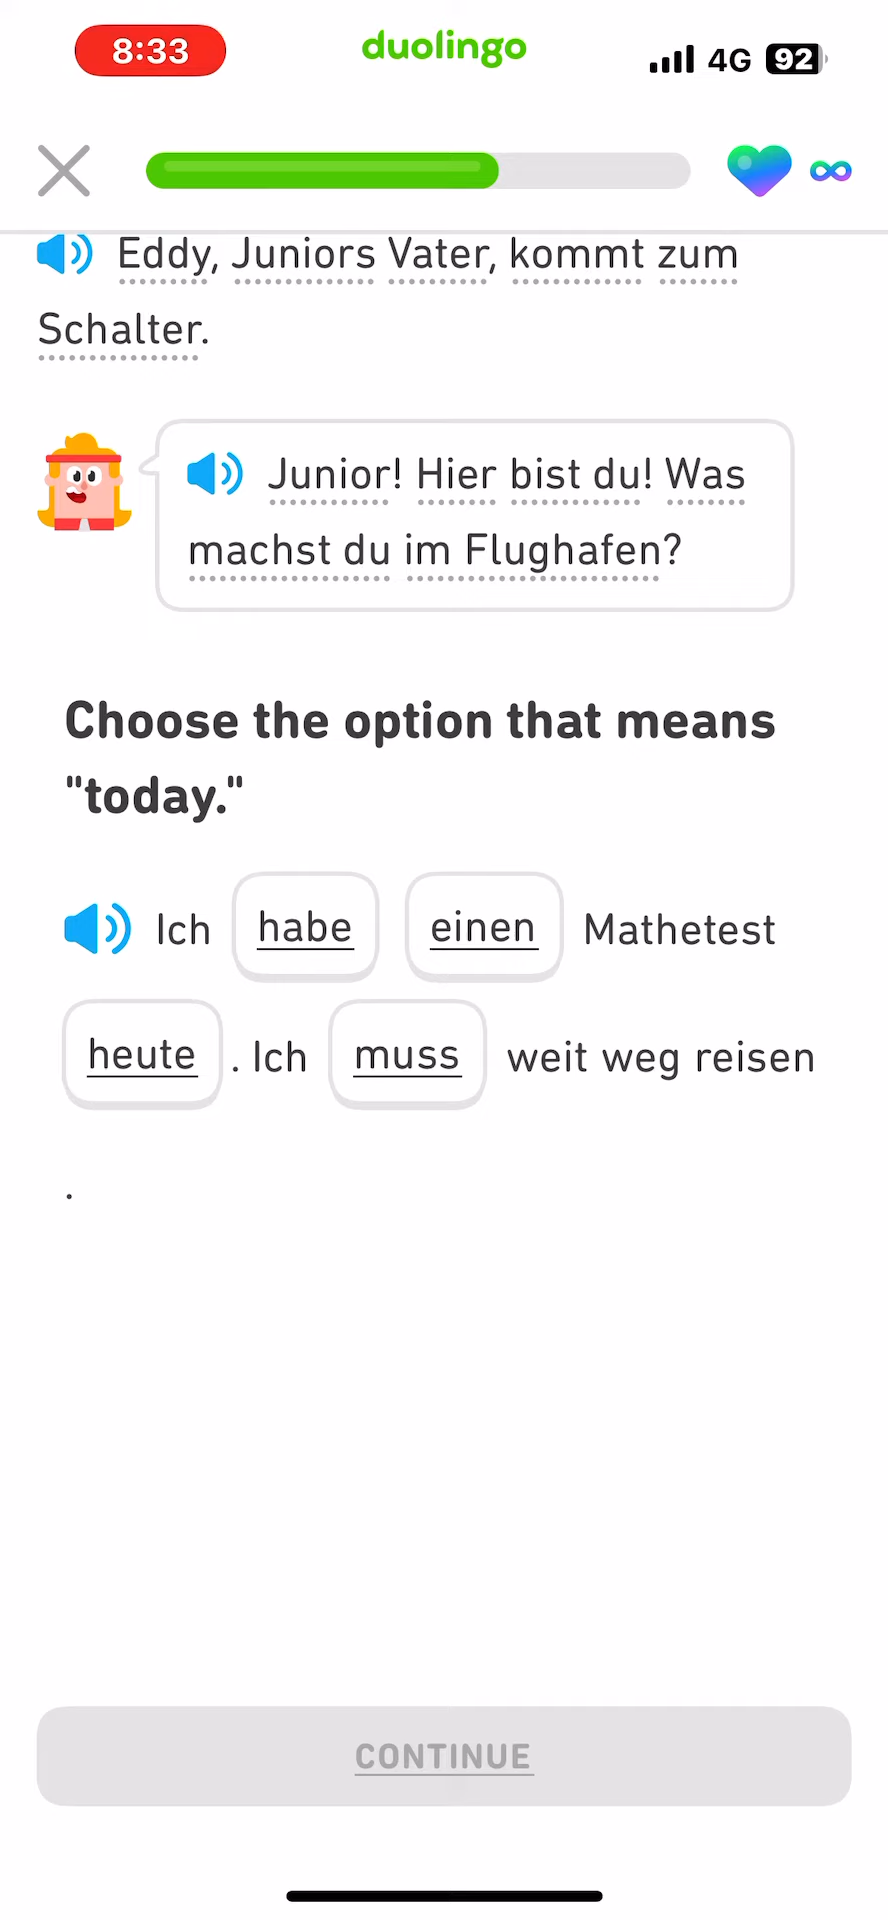 8:33
duolingo
4G 92
Eddy, Juniors Vater, kommt zum
Schalter.
Junior! Hier bist du! Was
machst du im Flughafen?
Choose the option that means
"today."
Ich habe einen Mathetest
heute . Ich muss weit weg reisen
.
CONTINUE